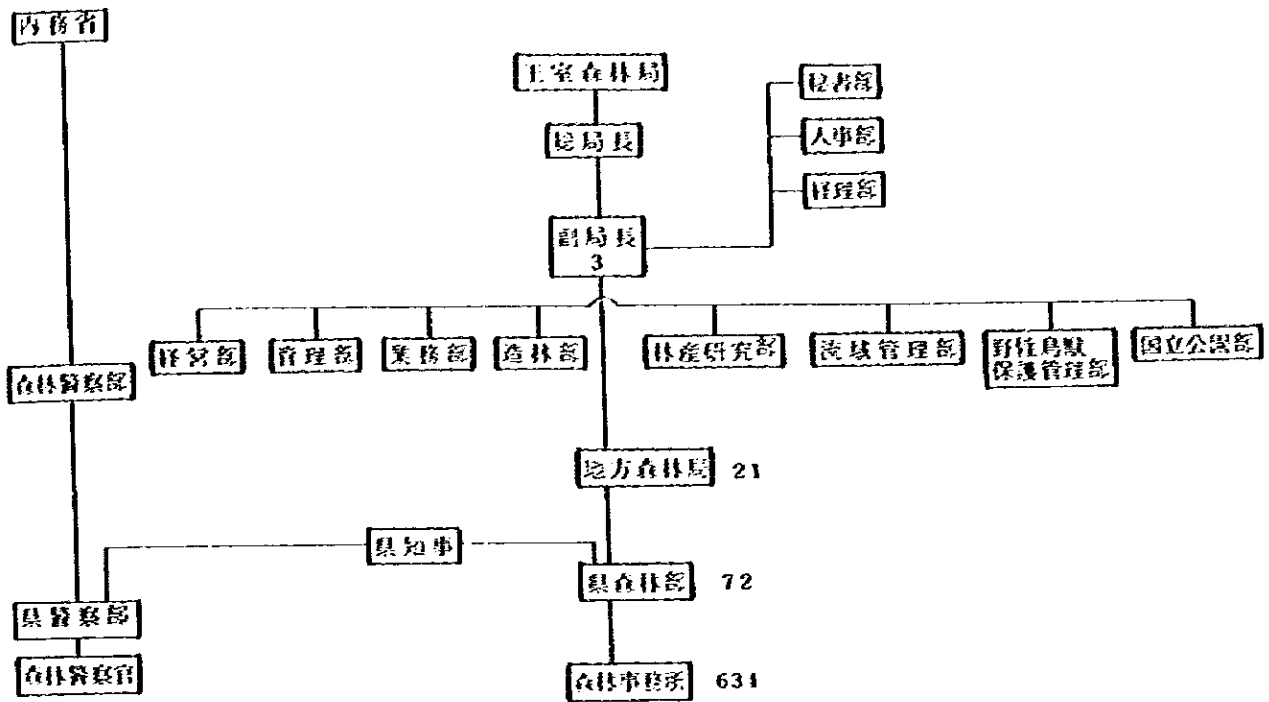 内務省
王室森林局
総局長
秘書部
人事部
経理部
副局長
3
経営部
管理部
業務部
造林部
林産研究部
流域管理部
野性鳥獣
保護管理部
国立公園部
森林警察部
地方森林局 21
県知事
県森林部 72
県警察部
森林警察官
森林事務所 634